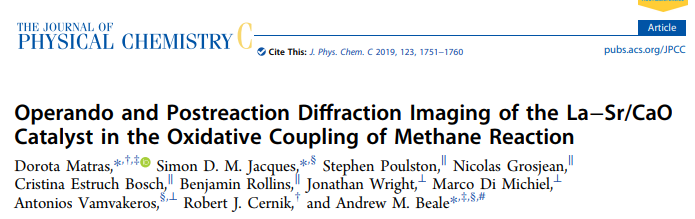 THE JOURNAL OF
PHYSICAL CHEMISTRY C
Cite This: J. Phys. Chem. C 2019, 123, 1751−1760
Article
pubs.acs.org/JPCC
Operando and Postreaction Diffraction Imaging of the La−Sr/CaO
Catalyst in the Oxidative Coupling of Methane Reaction
Dorota Matras,*,†,‡ Simon D. M. Jacques,*,§ Stephen Poulston,∥ Nicolas Grosjean,∥
Cristina Estruch Bosch,∥ Benjamin Rollins,∥ Jonathan Wright,⊥ Marco Di Michiel,⊥
Antonios Vamvakeros,§,⊥ Robert J. Cernik,† and Andrew M. Beale*,‡,§,#